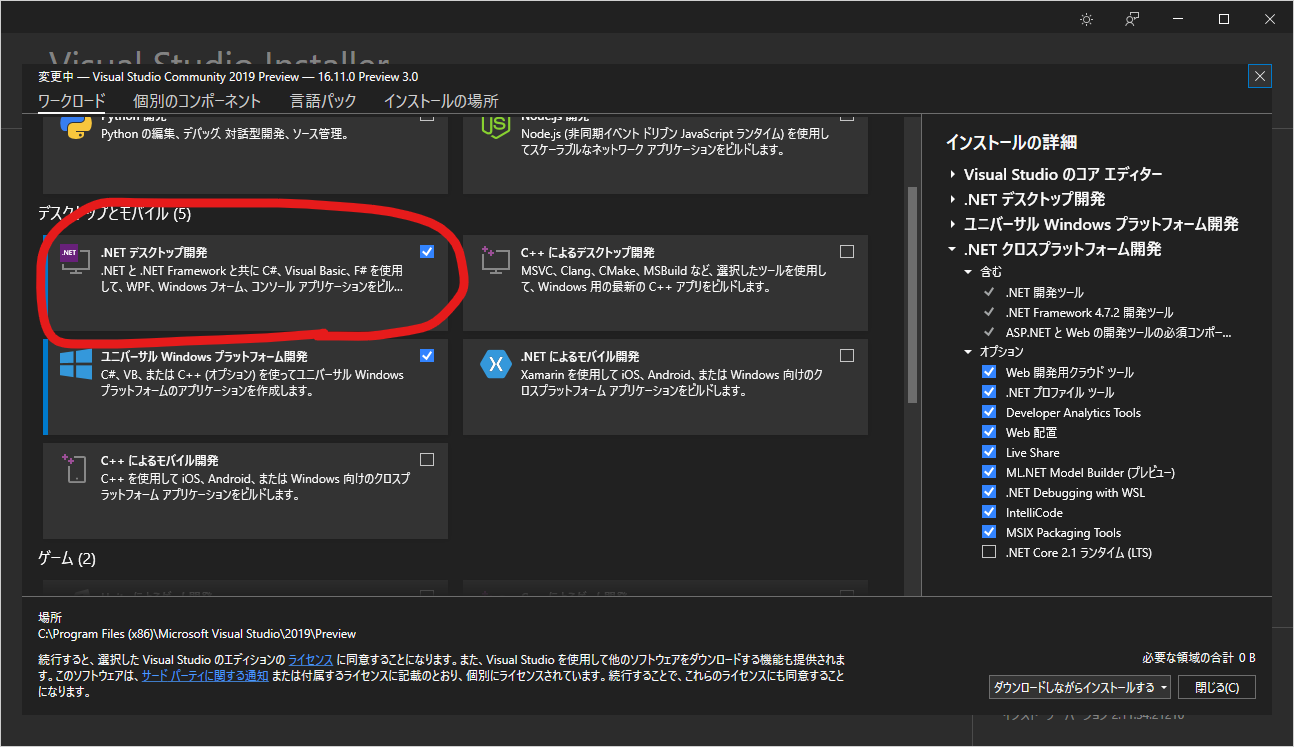 Visual Studio Installer
変更中 — Visual Studio Community 2019 Preview — 16.11.0 Preview 3.0
ワークロード 個別のコンポーネント 言語パック インストールの場所
Python 開発
Python の編集、デバッグ、対話型開発、ソース管理。
Node.js 開発
Node.js (非同期イベント ドリブン JavaScript ランタイム) を使用し
てスケーラブルなネットワーク アプリケーションをビルドします。
デスクトップとモバイル (5)
.NET
.NET デスクトップ開発
.NET と .NET Framework と共に C#、Visual Basic、F# を使用
して、WPF、Windows フォーム、コンソール アプリケーションをビル...
C++ によるデスクトップ開発
MSVC、Clang、CMake、MSBuild など、選択したツールを使用し
て、Windows 用の最新の C++ アプリをビルドします。
ユニバーサル Windows プラットフォーム開発
C#、VB、または C++ (オプション) を使ってユニバーサル Windows
プラットフォームのアプリケーションを作成します。
.NET によるモバイル開発
Xamarin を使用して iOS、Android、または Windows 向けのク
ロスプラットフォーム アプリケーションをビルドします。
C++ によるモバイル開発
C++ を使用して iOS、Android、または Windows 向けのクロスプ
ラットフォーム アプリケーションをビルドします。
ゲーム (2)
インストールの詳細
Visual Studio のコア エディター
.NET デスクトップ開発
ユニバーサル Windows プラットフォーム開発
.NET クロスプラットフォーム開発
含む
.NET 開発ツール
.NET Framework 4.7.2 開発ツール
ASP.NET と Web の開発ツールの必須コンポー...
オプション
Web 開発用クラウド ツール
.NET プロファイル ツール
Developer Analytics Tools
Web 配置
Live Share
ML.NET Model Builder (プレビュー)
.NET Debugging with WSL
IntelliCode
MSIX Packaging Tools
.NET Core 2.1 ランタイム (LTS)
場所
C:\Program Files (x86)\Microsoft Visual Studio\2019\Preview
続行すると、選択した Visual Studio のエディションの ライセンス に同意することになります。また、Visual Studio を使用して他のソフトウェアをダウンロードする機能も提供されま
す。このソフトウェアは、サード パーティに関する通知 または付属するライセンスに記載のとおり、個別にライセンスされています。続行することで、これらのライセンスにも同意すること
になります。
必要な領域の合計 0 B
ダウンロードしながらインストールする 閉じる(C)